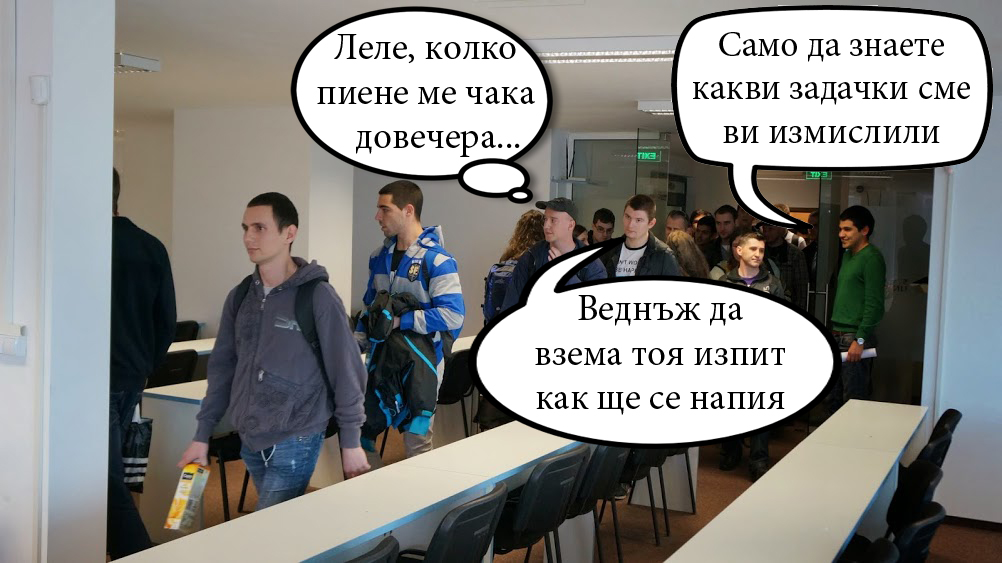 Леле, колко
пиене ме чака
довечера...
Само да знаете
какви задачки сме
ви измислили
Веднъж да
взема тоя изпит
как ще се напия
EXIT